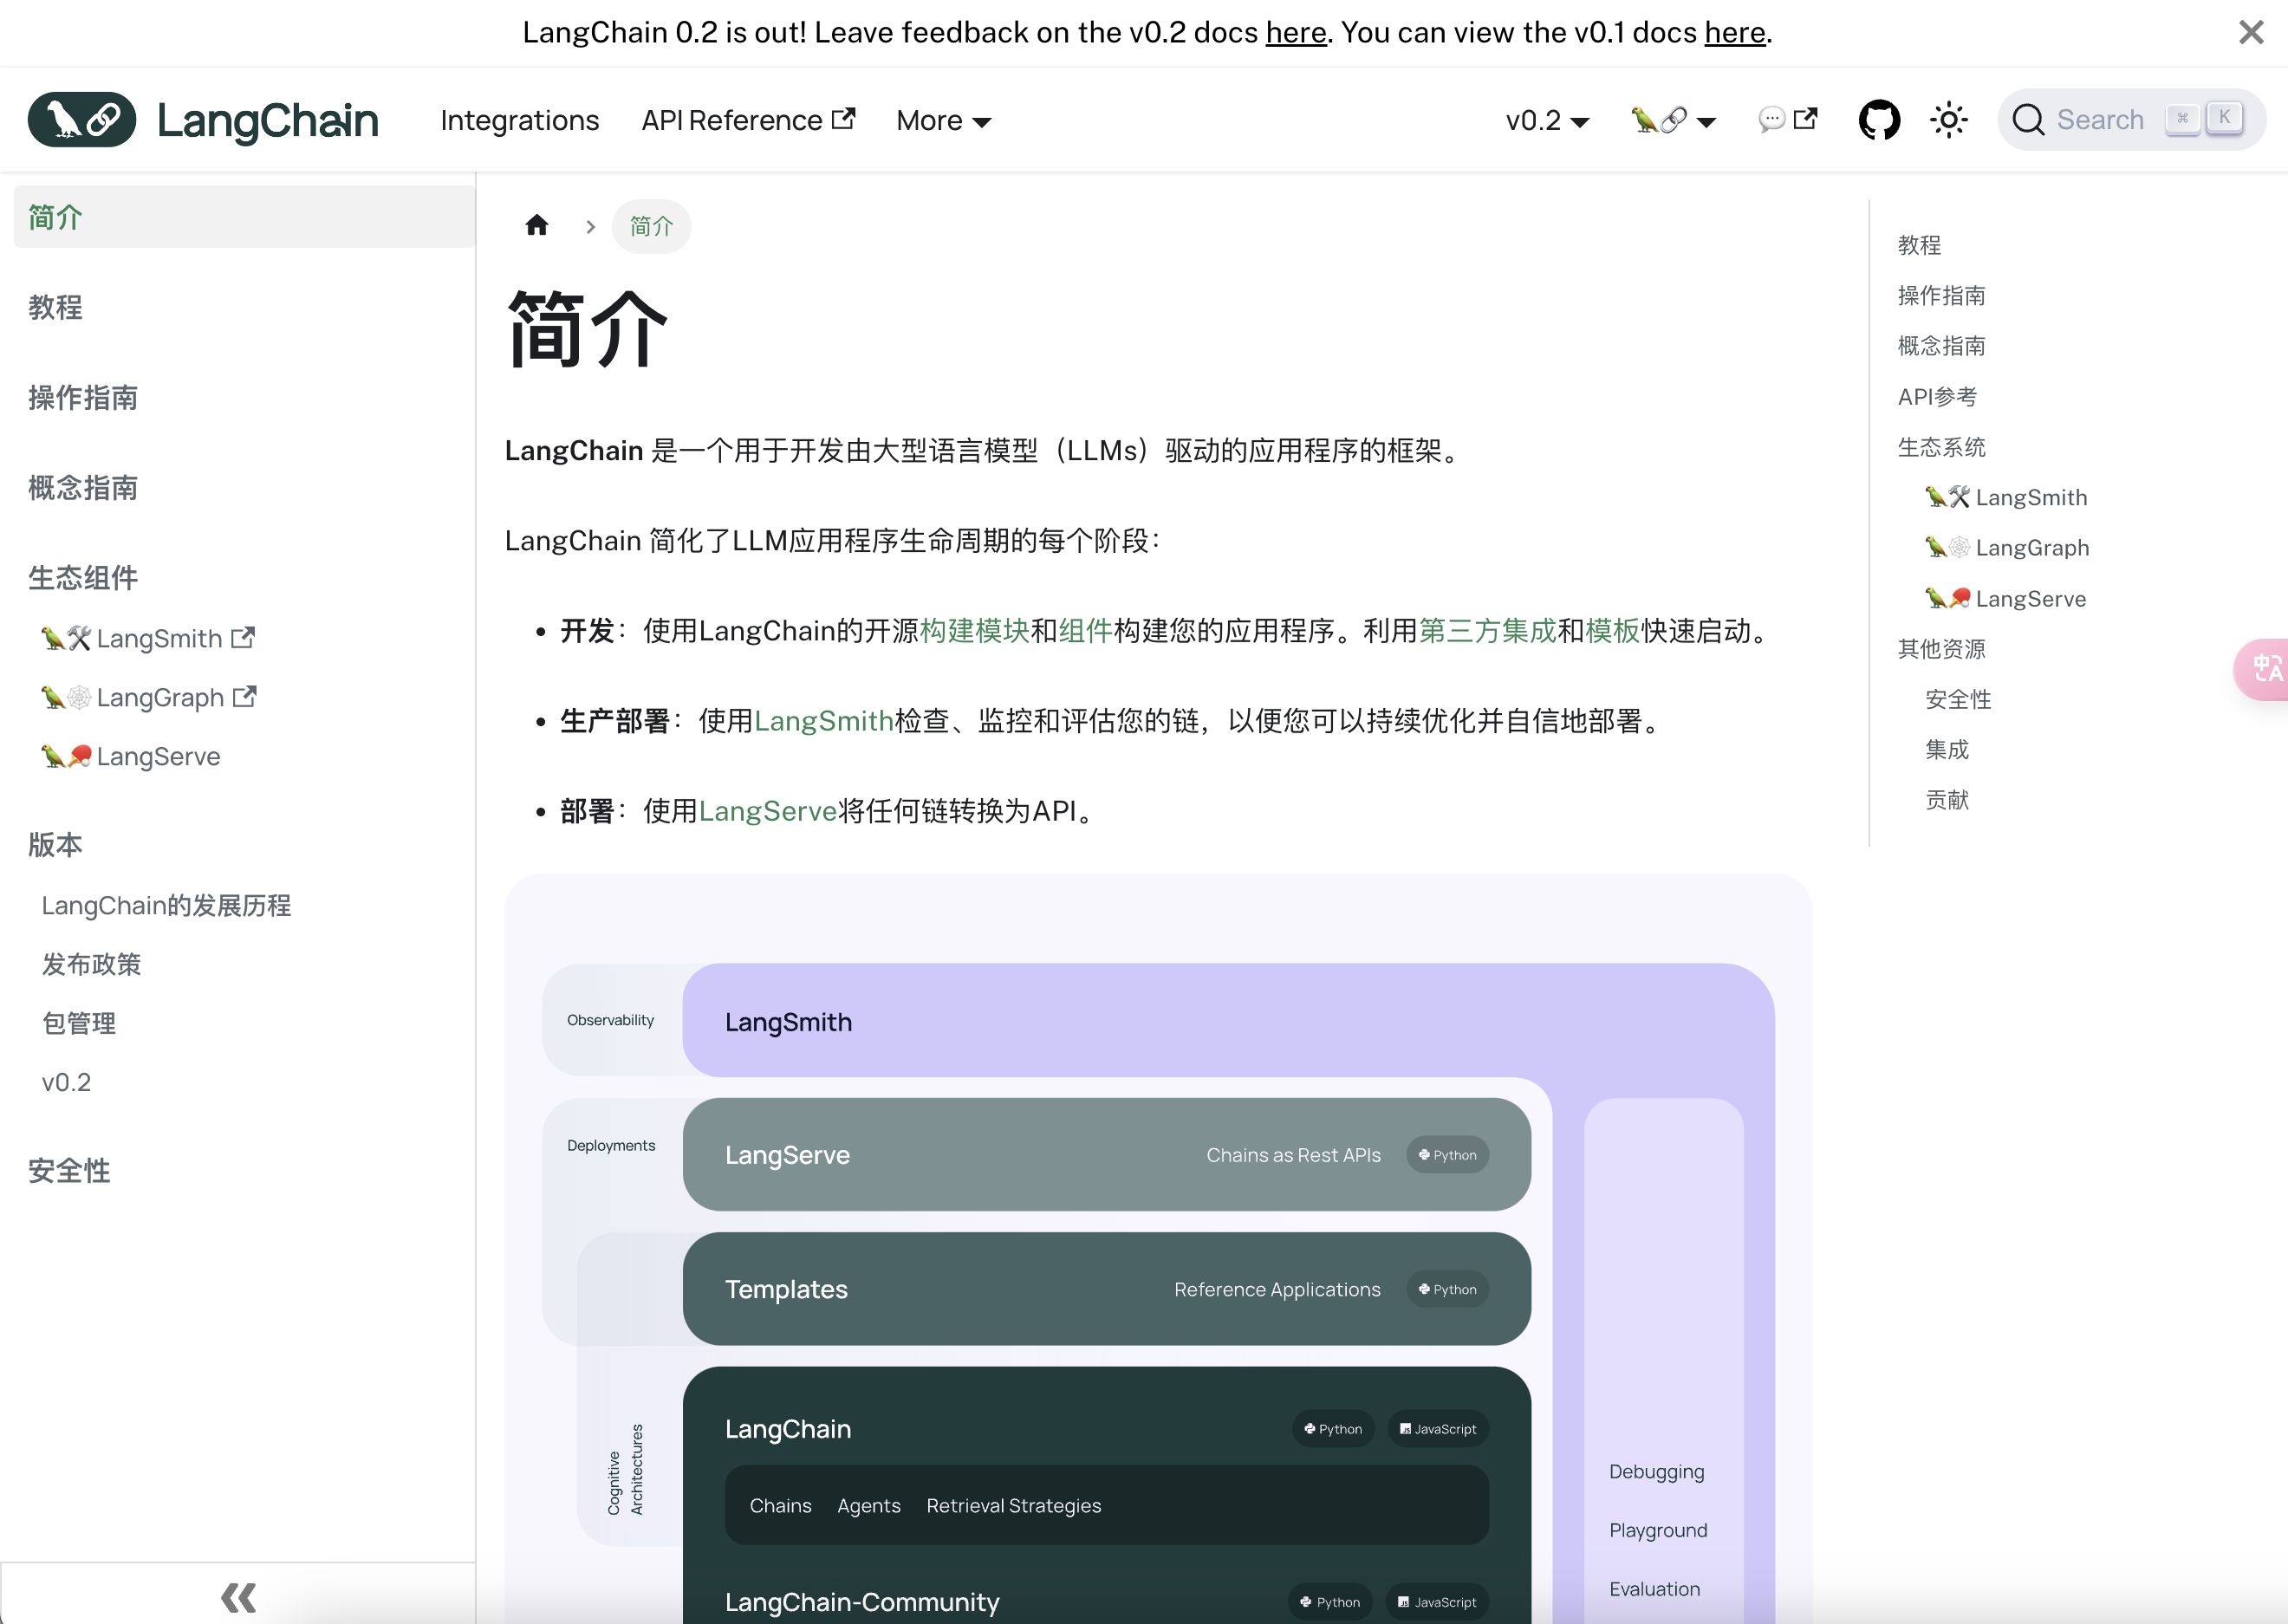 LangChain 0.2 is out! Leave feedback on the v0.2 docs here. You can view the v0.1 docs here.
LangChain
Integrations
API Reference
More
v0.2
Search
⌘
K
简介
教程
操作指南
概念指南
生态组件
🦜🛠️ LangSmith
🦜🕸️ LangGraph
🦜🏓 LangServe
版本
LangChain的发展历程
发布政策
包管理
v0.2
安全性
简介
简介
LangChain 是一个用于开发由大型语言模型（LLMs）驱动的应用程序的框架。
LangChain 简化了LLM应用程序生命周期的每个阶段：
• 开发：使用LangChain的开源构建模块和组件构建您的应用程序。利用第三方集成和模板快速启动。
• 生产部署：使用LangSmith检查、监控和评估您的链，以便您可以持续优化并自信地部署。
• 部署：使用LangServe将任何链转换为API。
Observability
LangSmith
Deployments
LangServe
Chains as Rest APIs
Python
Templates
Reference Applications
Python
Cognitive
Architectures
LangChain
Python
JavaScript
Chains
Agents
Retrieval Strategies
LangChain-Community
Python
JavaScript
Debugging
Playground
Evaluation
教程
操作指南
概念指南
API参考
生态系统
🦜🛠️ LangSmith
🦜🕸️ LangGraph
🦜🏓 LangServe
其他资源
安全性
集成
贡献
中A